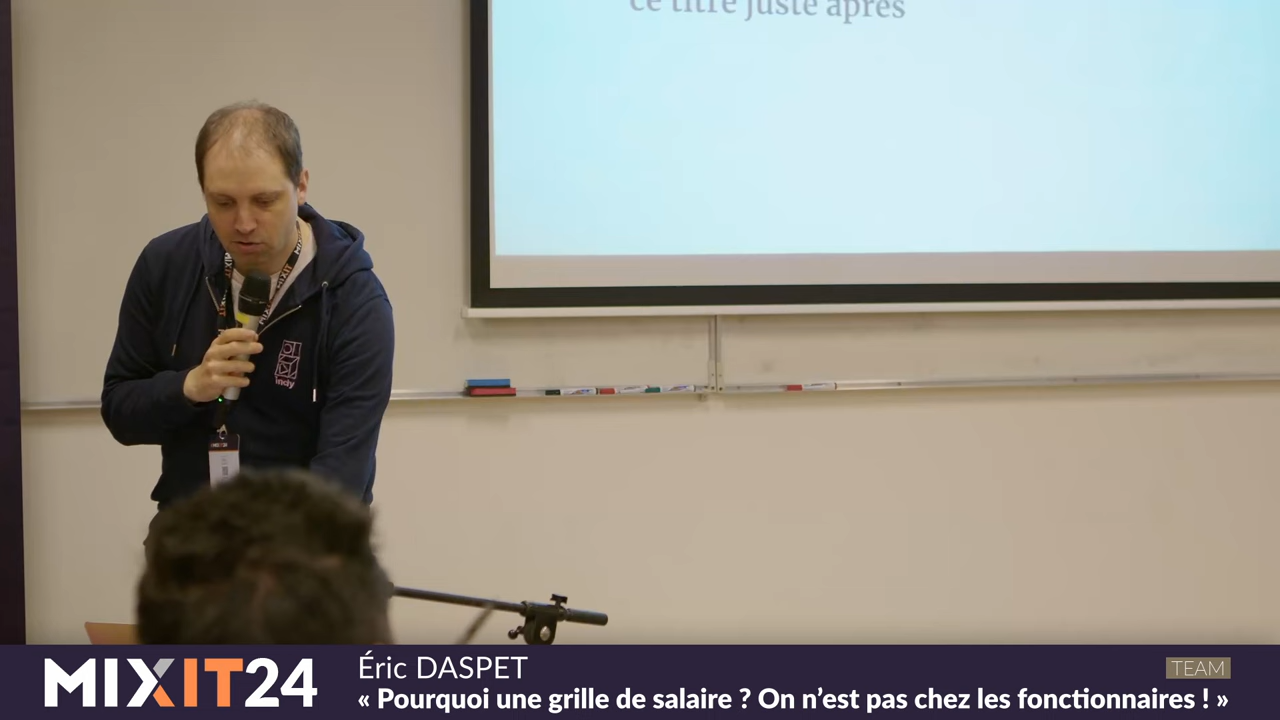 ce titre juste après
MIXIT
indy
MIXIT24
Éric DASPET
TEAM
« Pourquoi une grille de salaire ? On n’est pas chez les fonctionnaires ! »